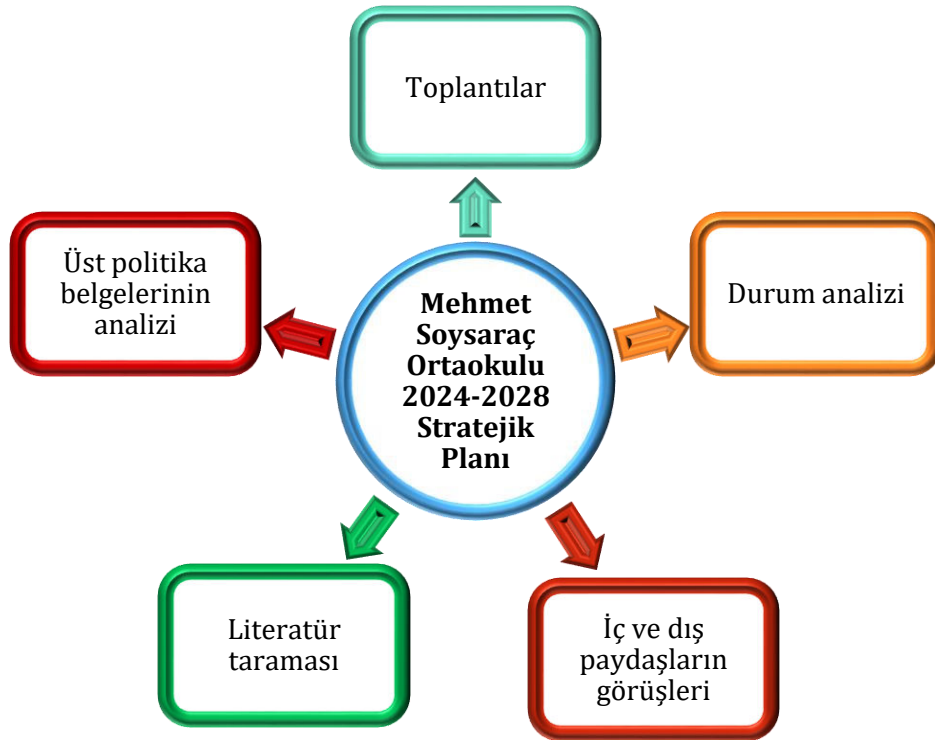 Toplantılar
Üst politika
belgelerinin
analizi
Mehmet
Soysaraç
Ortaokulu
2024-2028
Stratejik
Planı
Durum analizi
Literatür
taraması
İç ve dış
paydaşların
görüşleri